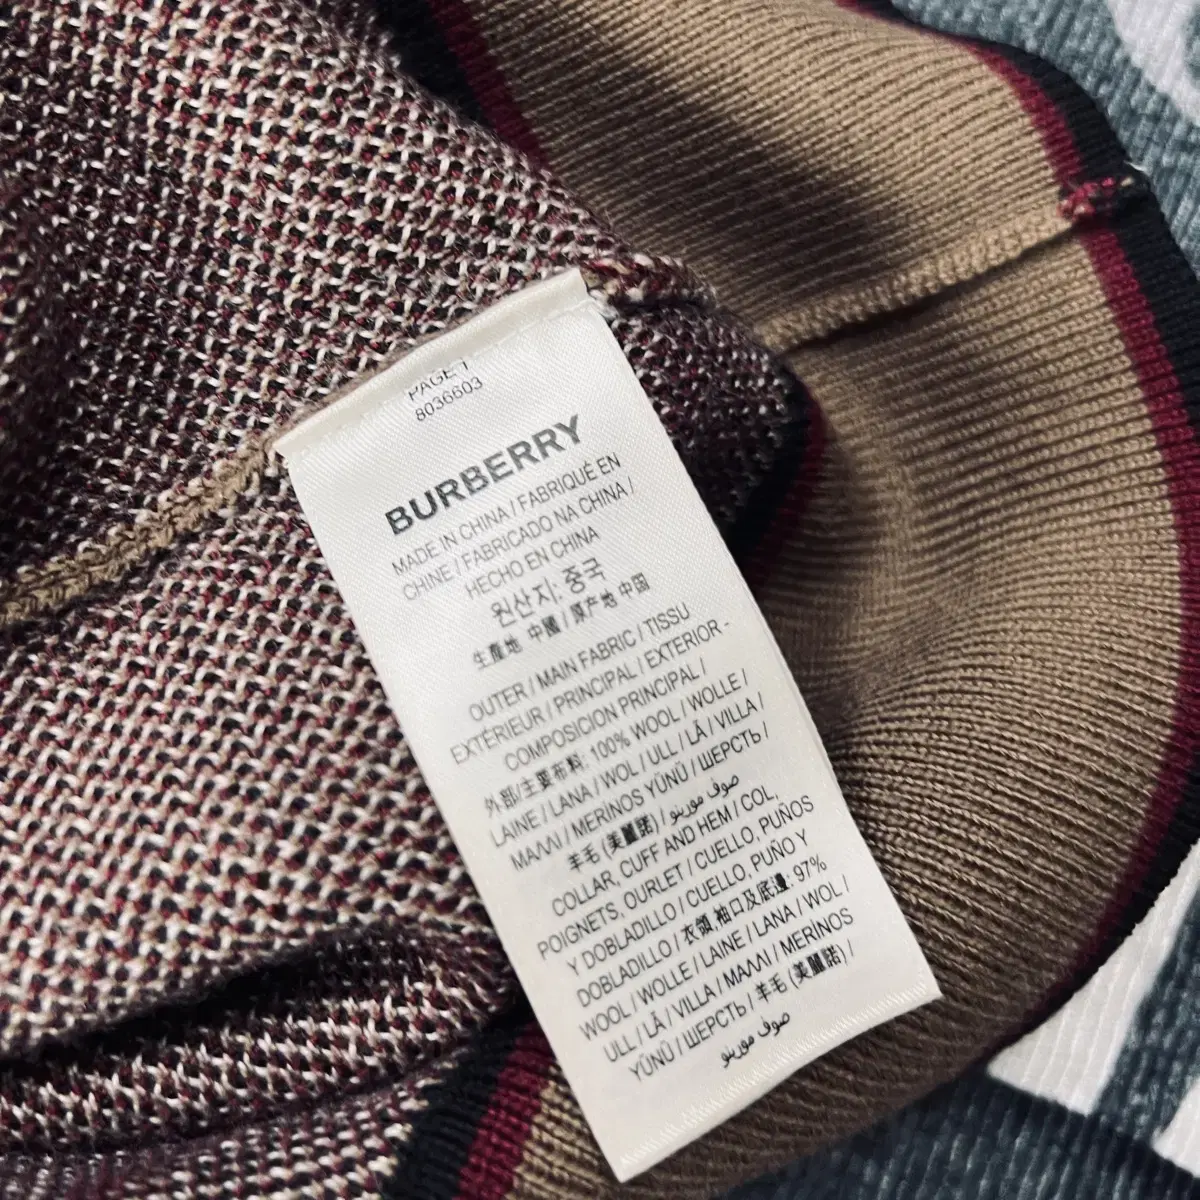 PAGE 1
8036603
BURBERRY
MADE IN CHINA / FABRIQUÉ EN
CHINE / FABRICADO NA CHINA /
HECHO EN CHINA
원산지: 중국
生產地 中國 / 原产地 中国
OUTER / MAIN FABRIC / TISSU
EXTÉRIEUR / PRINCIPAL / EXTERIOR -
COMPOSICION PRINCIPAL /
外部/主要布料: 100% WOOL / WOLLE /
LAINE / LANA / WOL / ULL / LÃ / VILLA /
ΜΑΛΛΙ / MERİNOS YÜNÜ / ШЕРСТЬ /
羊毛 (美麗諾) / صوف مورينو
COLLAR, CUFF AND HEM / COL,
POIGNETS, OURLET / CUELLO, PUÑOS
Y DOBLADILLO / CUELLO, PUÑO Y
DOBLADILLO / 衣領,袖口及底邊: 97%
WOOL / WOLLE / LAINE / LANA / WOL /
ULL / LÃ / VILLA / ΜΑΛΛΙ / MERİNOS
YÜNÜ / ШЕРСТЬ / 羊毛 (美麗諾) /
صوف مورينو